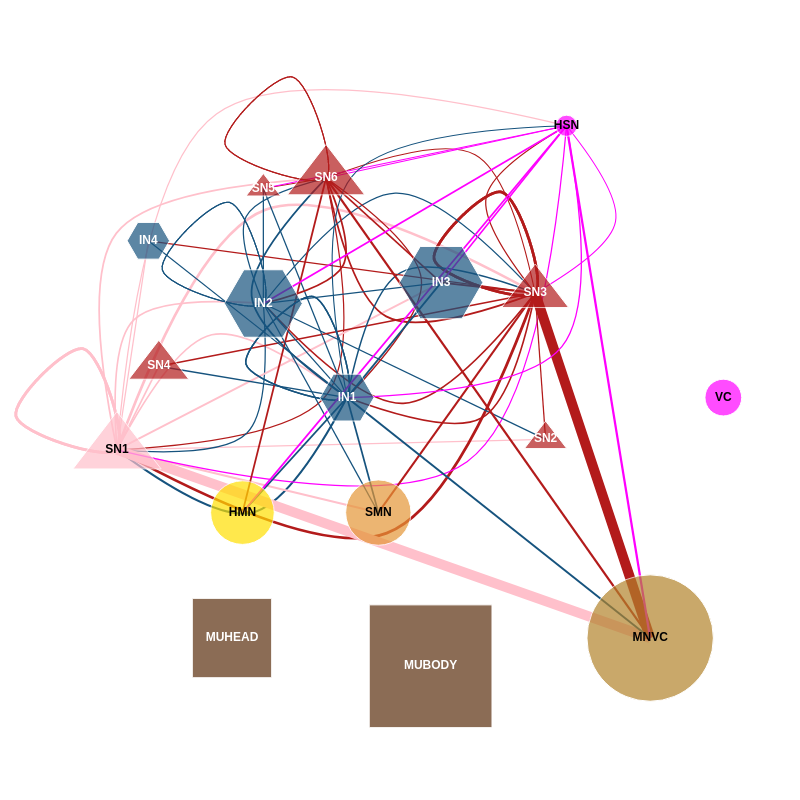 HSN
SN6
SN5
IN4
IN3
SN3
IN2
SN4
IN1
VC
SN2
SN1
HMN
SMN
MUHEAD
MNVC
MUBODY